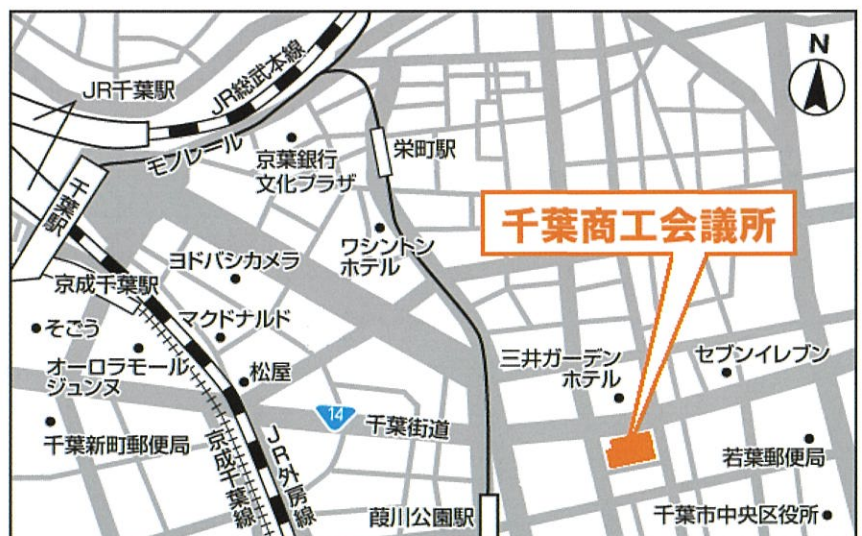 N
JR千葉駅
JR総武本線
モノレール
京葉銀行
文化プラザ
栄町駅
千葉駅
千葉商工会議所
ワシントン
ホテル
ヨドバシカメラ
京成千葉駅
マクドナルド
そごう
オーロラモール
ジュンヌ
松屋
三井ガーデン
ホテル
セブンイレブン
14
千葉街道
千葉新町郵便局
京成千葉線
JR外房線
若葉郵便局
葭川公園駅
千葉市中央区役所